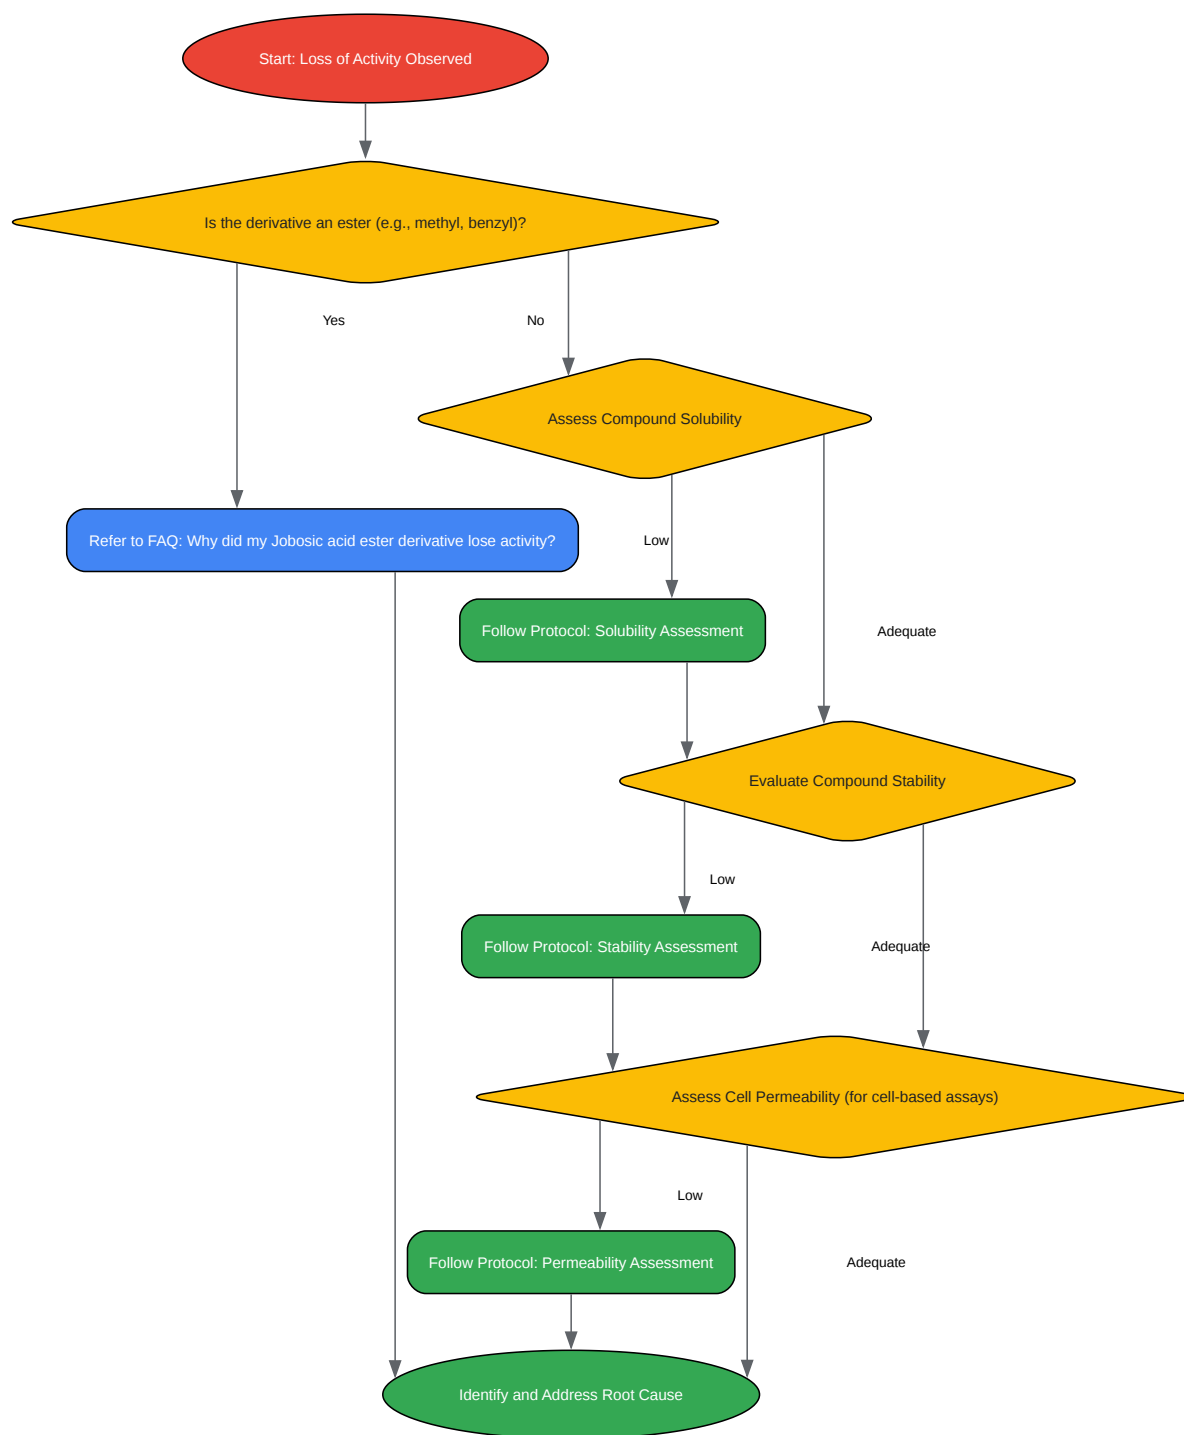 Start: Loss of Activity Observed
Is the derivative an ester (e.g., methyl, benzyl)?
Yes
No
Assess Compound Solubility
Refer to FAQ: Why did my Jobosic acid ester derivative lose activity?
Low
Follow Protocol: Solubility Assessment
Adequate
Evaluate Compound Stability
Low
Follow Protocol: Stability Assessment
Adequate
Assess Cell Permeability (for cell-based assays)
Low
Follow Protocol: Permeability Assessment
Adequate
Identify and Address Root Cause